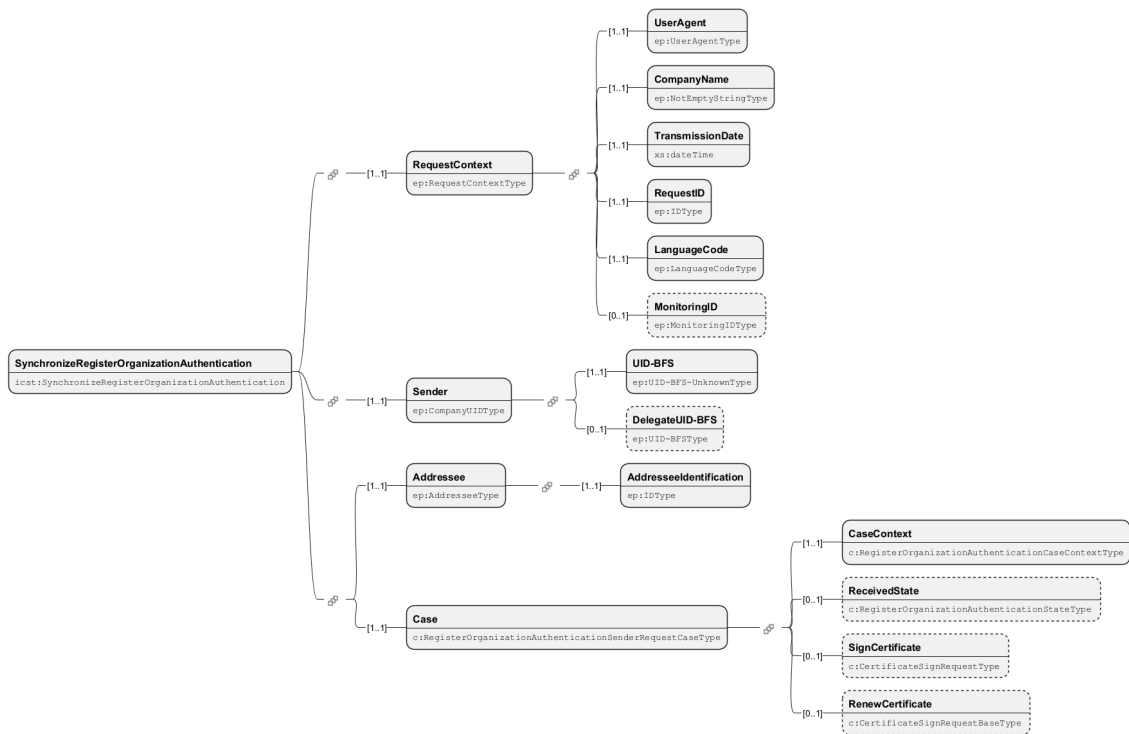 SynchronizeRegisterOrganizationAuthentication
icst:SynchronizeRegisterOrganizationAuthentication
[1..1]
RequestContext
ep:RequestContextType
[1..1]
UserAgent
ep:UserAgentType
[1..1]
CompanyName
ep:NotEmptyStringType
[1..1]
TransmissionDate
xs:dateTime
[1..1]
RequestID
ep:IDType
[1..1]
LanguageCode
ep:LanguageCodeType
[0..1]
MonitoringID
ep:MonitoringIDType
[1..1]
Sender
ep:CompanyUIDType
[1..1]
UID-BFS
ep:UID-BFS-UnknownType
[0..1]
DelegateUID-BFS
ep:UID-BFSType
[1..1]
Addressee
ep:AddresseeType
[1..1]
AddresseeIdentification
ep:IDType
[1..1]
Case
c:RegisterOrganizationAuthenticationSenderRequestCaseType
[1..1]
CaseContext
c:RegisterOrganizationAuthenticationCaseContextType
[0..1]
ReceivedState
c:RegisterOrganizationAuthenticationStateType
[0..1]
SignCertificate
c:CertificateSignRequestType
[0..1]
RenewCertificate
c:CertificateSignRequestBaseType